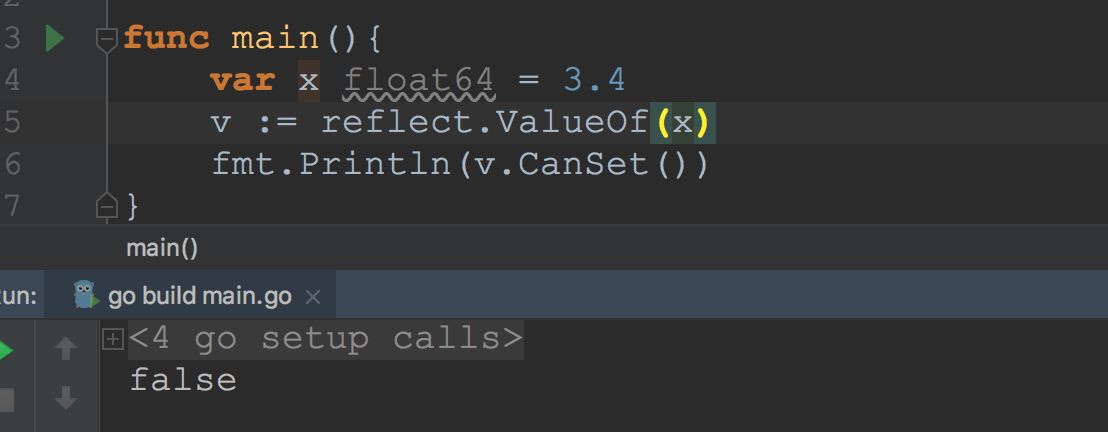 3 func main(){
4 var x float64 = 3.4
5 v := reflect.ValueOf(x)
6 fmt.Println(v.CanSet())
7 }
main()
un: go build main.go ×
<4 go setup calls>
false